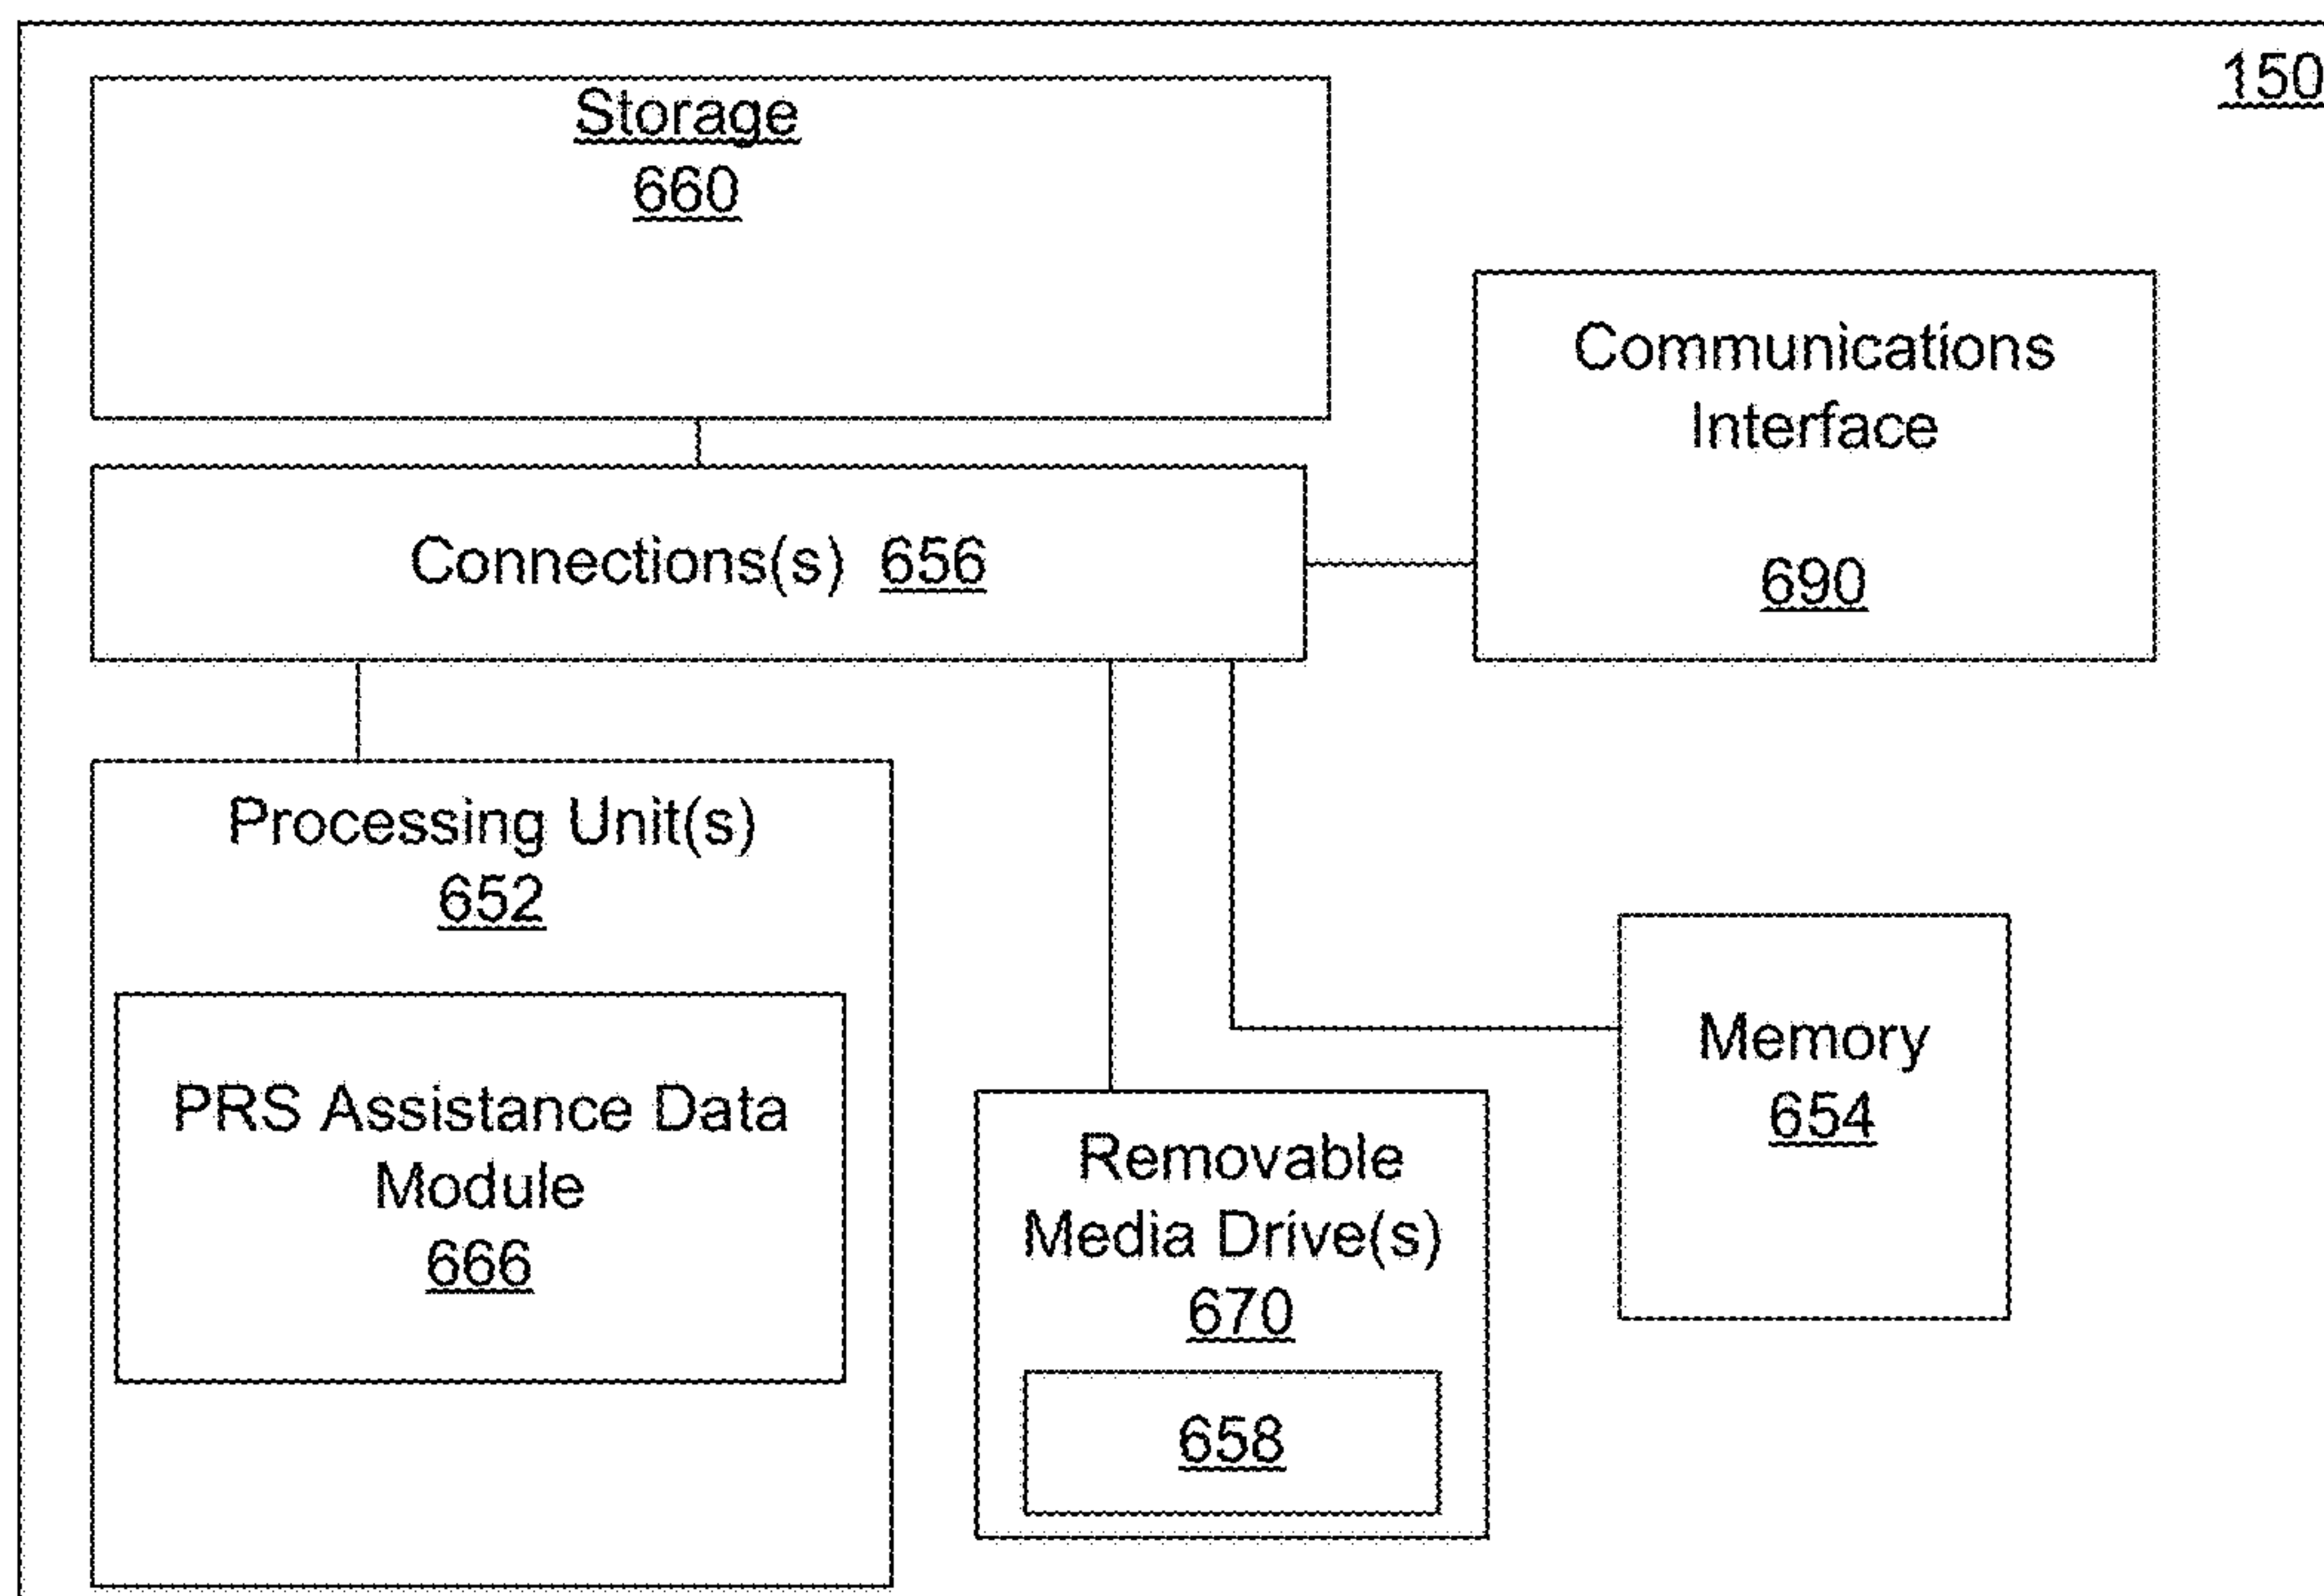 150
Storage
660
Communications
Interface
690
Connections(s) 656
Processing Unit(s)
652
PRS Assistance Data
Module
666
Removable
Media Drive(s)
670
658
Memory
654